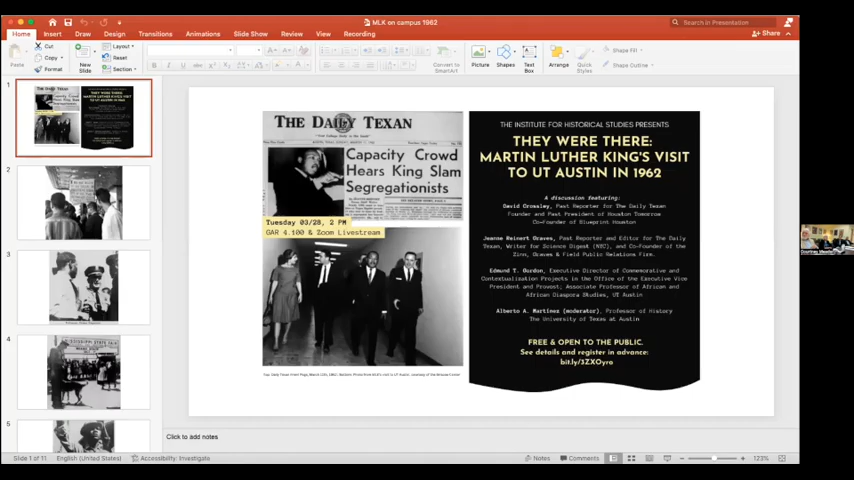 MLK on campus 1962
Search in Presentation
Home Insert Draw Design Transitions Animations Slide Show Review View Recording
Share
Paste
Cut
Copy
Format
New Slide
Layout
Reset
Section
Convert to SmartArt
Picture
Shapes
Text Box
Arrange
Quick Styles
Shape Fill
Shape Outline
1
2
3
4
5
THE DAILY TEXAN
Capacity Crowd
Hears King Slam
Segregationists
Tuesday 03/28, 2 PM
GAR 4.100 & Zoom Livestream
THE INSTITUTE FOR HISTORICAL STUDIES PRESENTS
THEY WERE THERE:
MARTIN LUTHER KING'S VISIT
TO UT AUSTIN IN 1962
A discussion featuring:
David Crossley, Past Reporter for The Daily Texan
Founder and Past President of Houston Tomorrow
Co-Founder of Blueprint Houston
Jeanne Reinert Graves, Past Reporter and Editor for The Daily
Texan, Writer for Science Digest (NYC), and Co-Founder of the
Zinn, Graves & Field Public Relations Firm.
Edmund T. Gordon, Executive Director of Commemorative and
Contextualization Projects in the Office of the Executive Vice
President and Provost; Associate Professor of African and
African Diaspora Studies, UT Austin
Alberto A. Martínez (moderator), Professor of History
The University of Texas at Austin
FREE & OPEN TO THE PUBLIC.
See details and register in advance:
bit.ly/3ZXOyro
Click to add notes
Slide 1 of 11 English (United States) Accessibility: Investigate
Notes Comments 123%